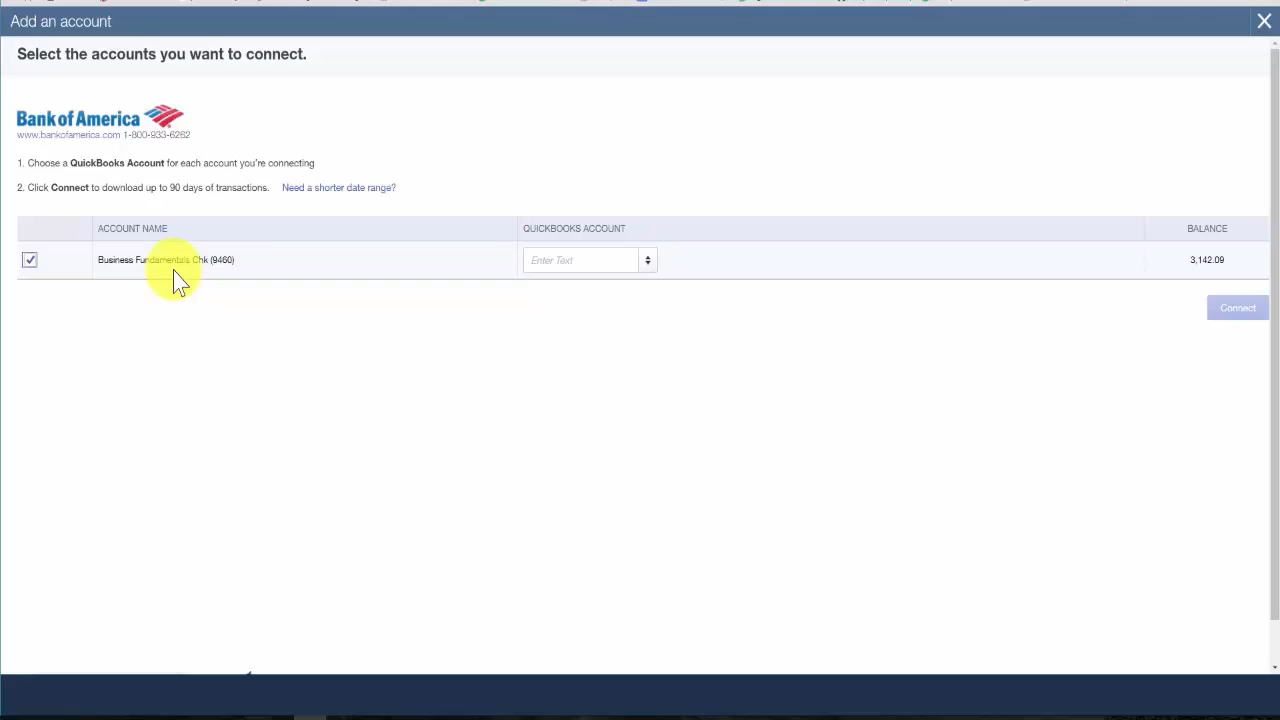 Add an account
Select the accounts you want to connect.
Bank of America
www.bankofamerica.com 1-800-933-6262
1. Choose a QuickBooks Account for each account you're connecting
2. Click Connect to download up to 90 days of transactions. Need a shorter date range?
ACCOUNT NAME QUICKBOOKS ACCOUNT BALANCE
Business Fundamentals Chk (9460) Enter Text 3,142.09
Connect